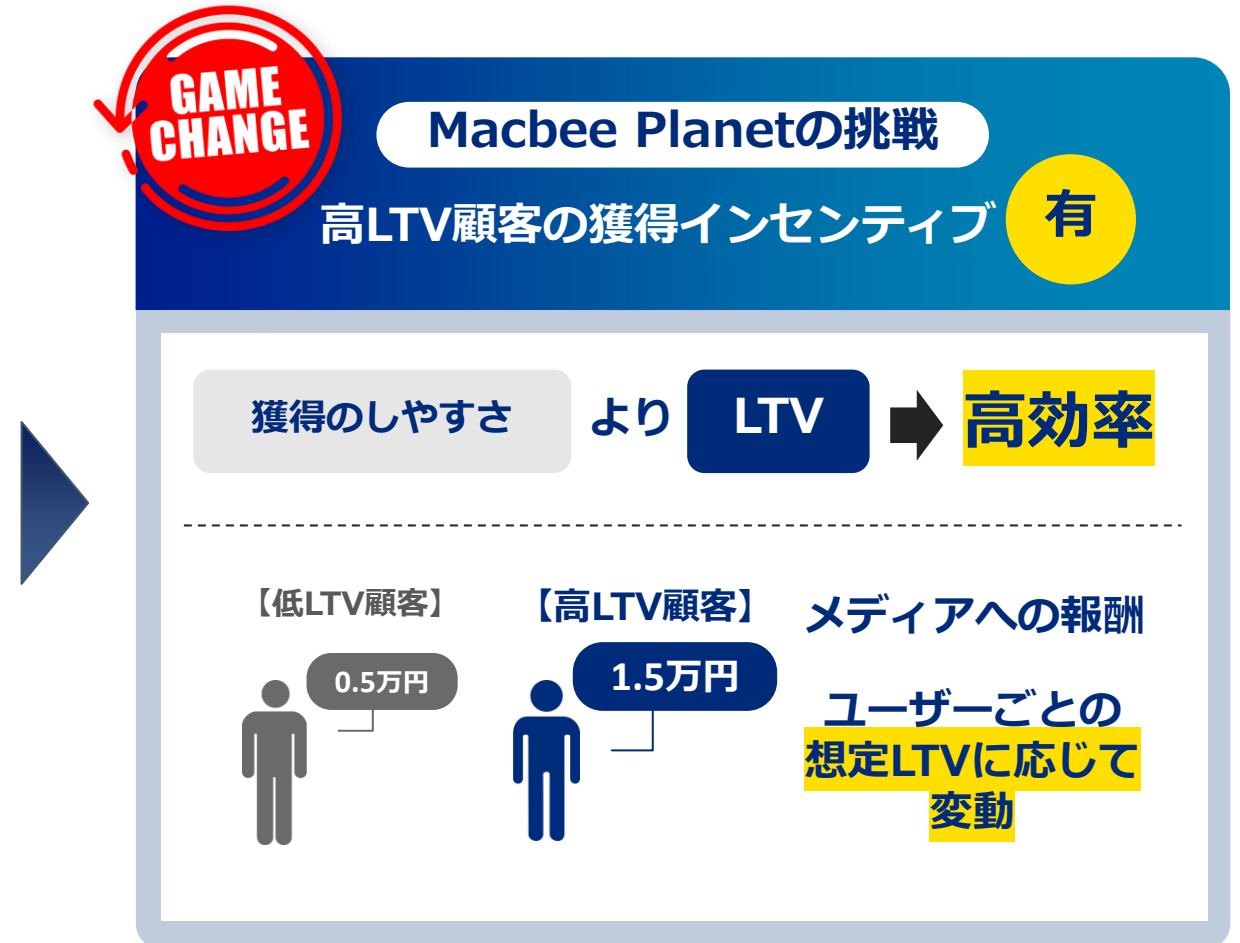 GAME
CHANGE
Macbee Planetの挑戦
高LTV顧客の獲得インセンティブ
有
獲得のしやすさ
より
LTV
高効率
【低LTV顧客】
【高LTV顧客】
0.5万円
1.5万円
メディアへの報酬
ユーザーごとの
想定LTVに応じて
変動